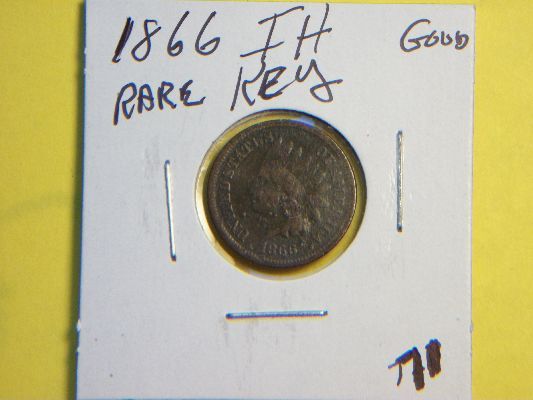 1866 IH GOOD
RARE KEY
UNITED STATES OF AMERICA
1866